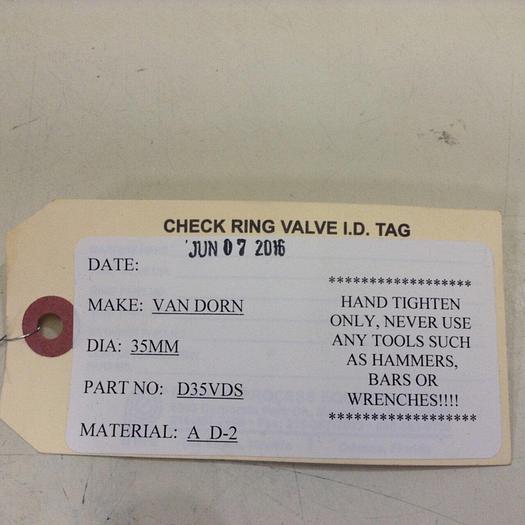 CHECK RING VALVE I.D. TAG
JUN 07 2016
DATE:
MAKE: VAN DORN
DIA: 35MM
PART NO: D35VDS
MATERIAL: A D-2
******************
HAND TIGHTEN
ONLY, NEVER USE
ANY TOOLS SUCH
AS HAMMERS,
BARS OR
WRENCHES!!!!
******************